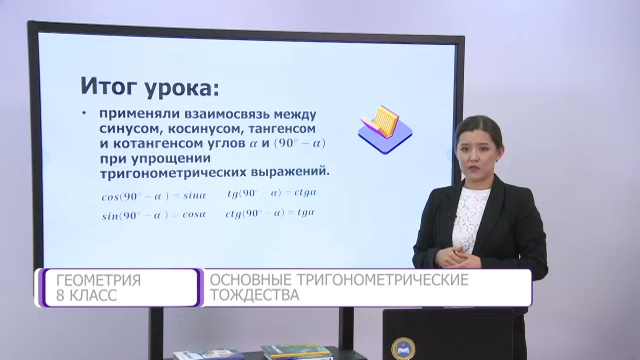 Итог урока:
• применяли взаимосвязь между
синусом, косинусом, тангенсом
и котангенсом углов α и (90° − α)
при упрощении
тригонометрических выражений.
cos(90° − α) = sinα tg(90° − α) = ctgα
sin(90° − α) = cosα ctg(90° − α) = tgα
ГЕОМЕТРИЯ
8 КЛАСС
ОСНОВНЫЕ ТРИГОНОМЕТРИЧЕСКИЕ
ТОЖДЕСТВА